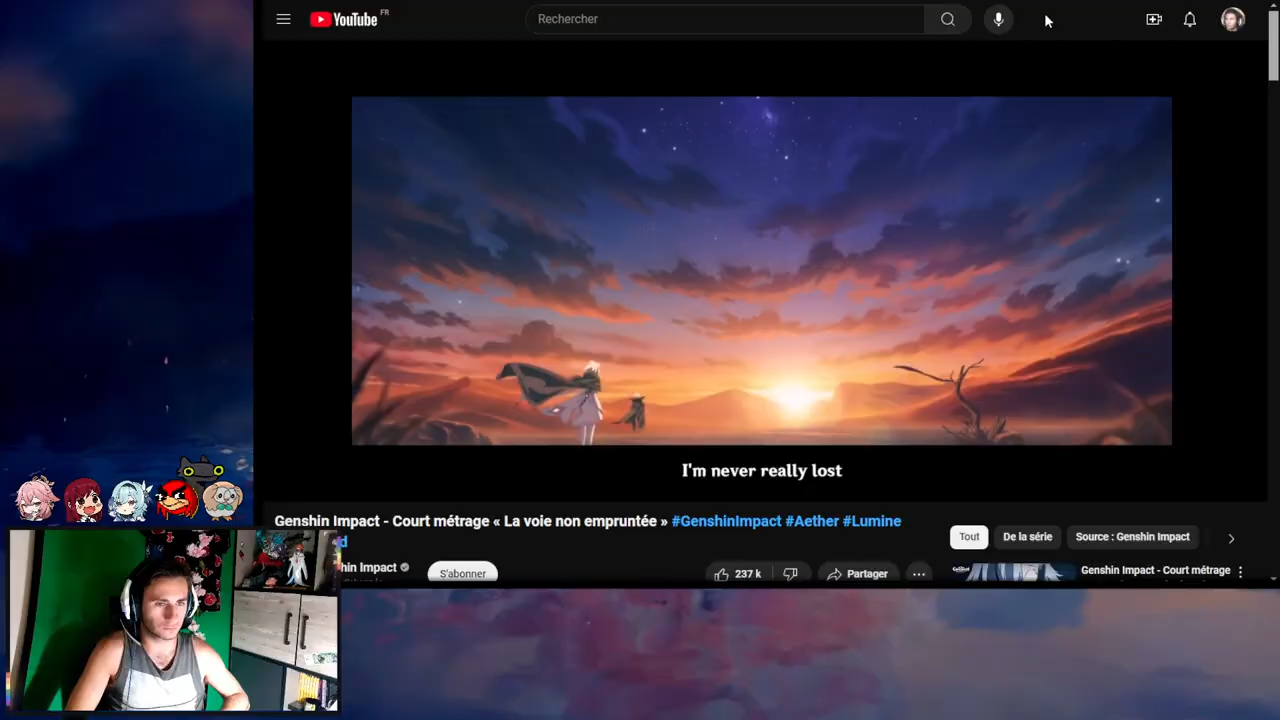 YouTube FR
Rechercher
I'm never really lost
Genshin Impact - Court métrage « La voie non empruntée » #GenshinImpact #Aether #Lumine
d
hin Impact
S'abonner
237 k
Partager
Tout
De la série
Source : Genshin Impact
Genshin Impact - Court métrage